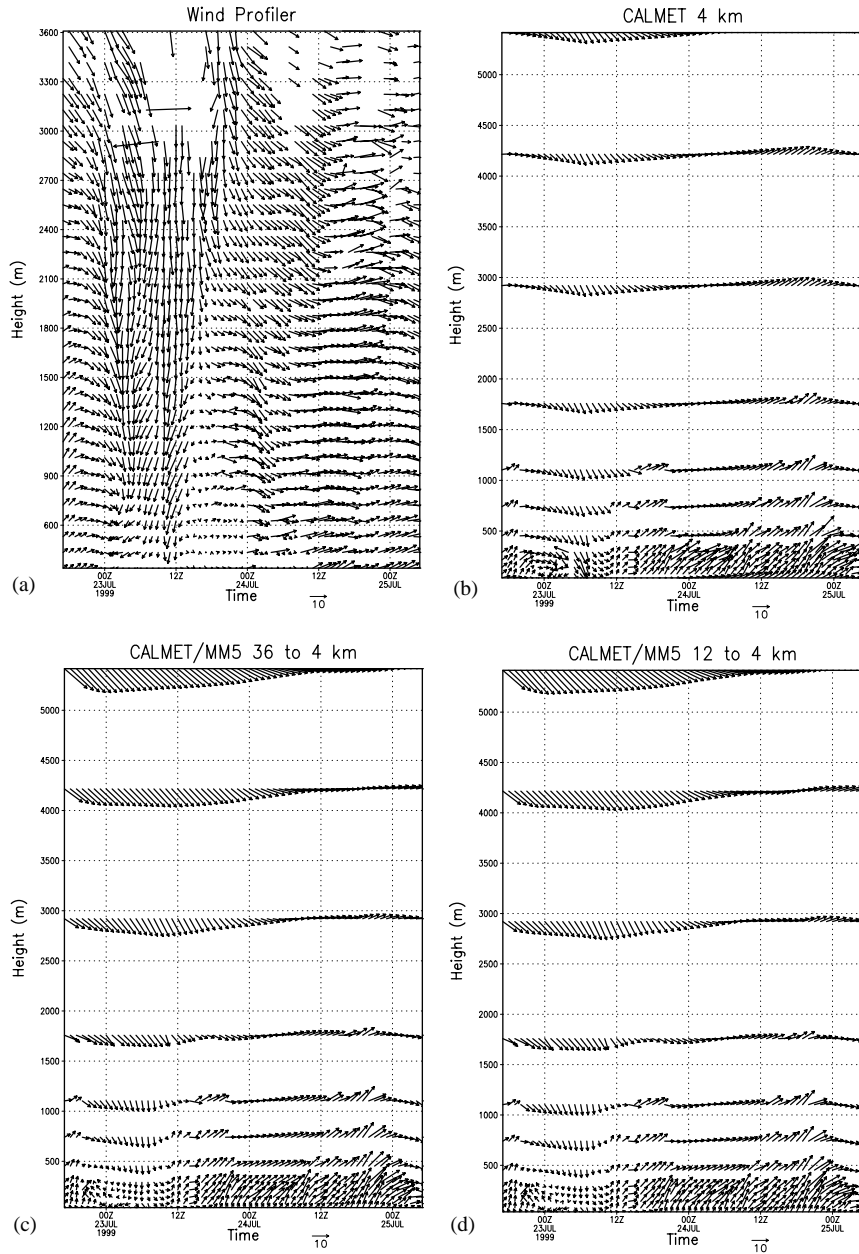 Wind Profiler
3600
3300
3000
2700
2400
2100
1800
1500
1200
900
600
Height (m)
00Z
23JUL
1999
12Z
00Z
24JUL
12Z
00Z
25JUL
Time
10
(a)
CALMET 4 km
5000
4500
4000
3500
3000
2500
2000
1500
1000
500
Height (m)
00Z
23JUL
1999
12Z
00Z
24JUL
12Z
00Z
25JUL
Time
10
(b)
CALMET/MM5 36 to 4 km
5000
4500
4000
3500
3000
2500
2000
1500
1000
500
Height (m)
00Z
23JUL
1999
12Z
00Z
24JUL
12Z
00Z
25JUL
Time
10
(c)
CALMET/MM5 12 to 4 km
5000
4500
4000
3500
3000
2500
2000
1500
1000
500
Height (m)
00Z
23JUL
1999
12Z
00Z
24JUL
12Z
00Z
25JUL
Time
10
(d)